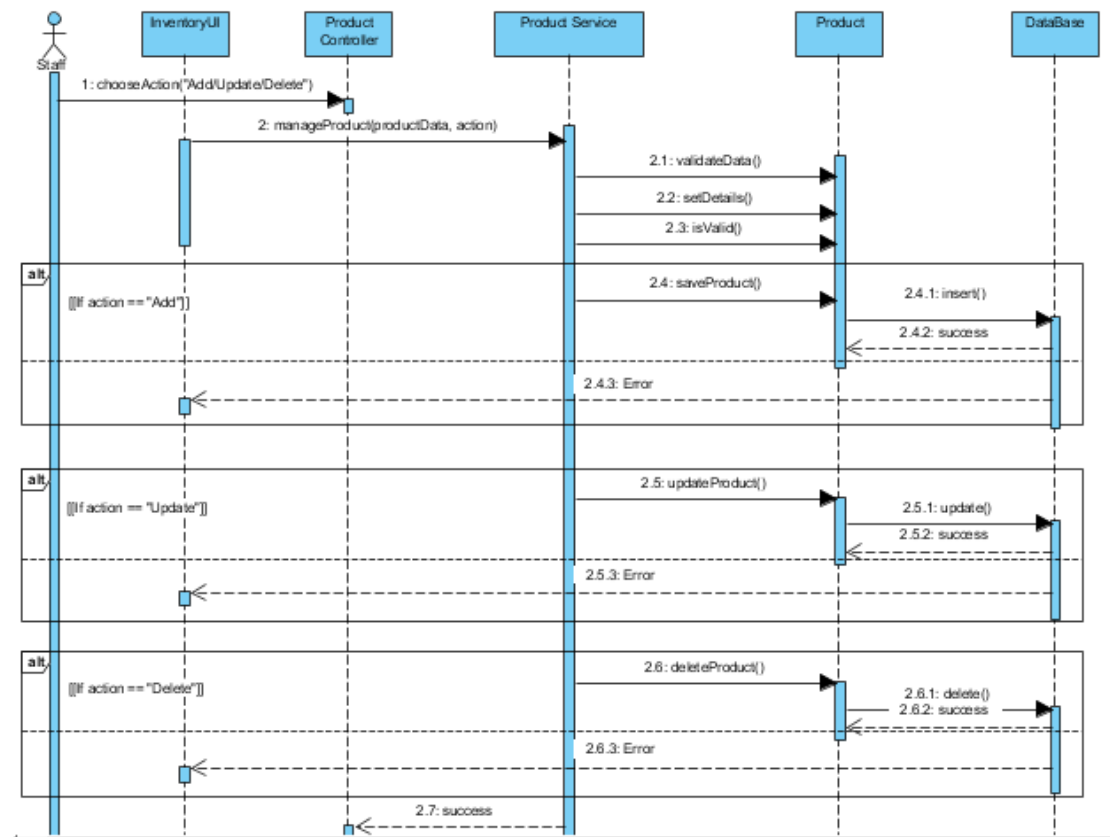 InventoryUI
Product
Controller
Product Service
Product
DataBase
Staff
1: chooseAction("Add/Update/Delete")
2: manageProduct(productData, action)
2.1: validateData()
2.2: setDetails()
2.3: isValid()
alt
[[If action == "Add"]]
2.4: saveProduct()
2.4.1: insert()
2.4.2: success
2.4.3: Error
alt
[[If action == "Update"]]
2.5: updateProduct()
2.5.1: update()
2.5.2: success
2.5.3: Error
alt
[[If action == "Delete"]]
2.6: deleteProduct()
2.6.1: delete()
2.6.2: success
2.6.3: Error
2.7: success